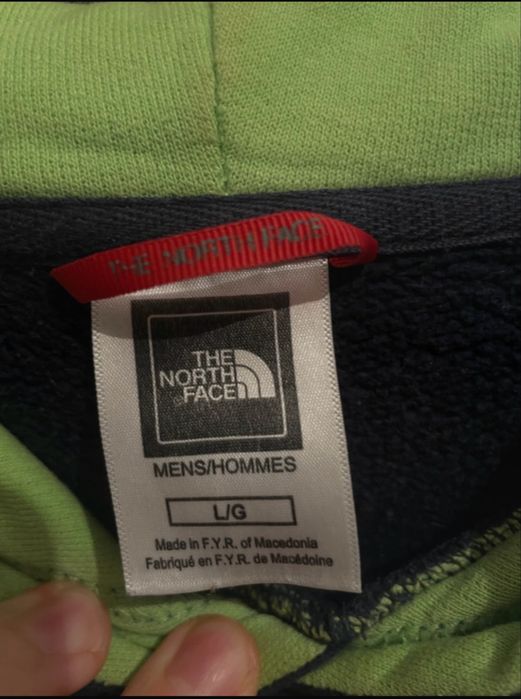 THE NORTH FACE
THE
NORTH
FACE
MENS/HOMMES
L/G
Made in F.Y.R. of Macedonia
Fabriqué en F.Y.R. de Macédoine